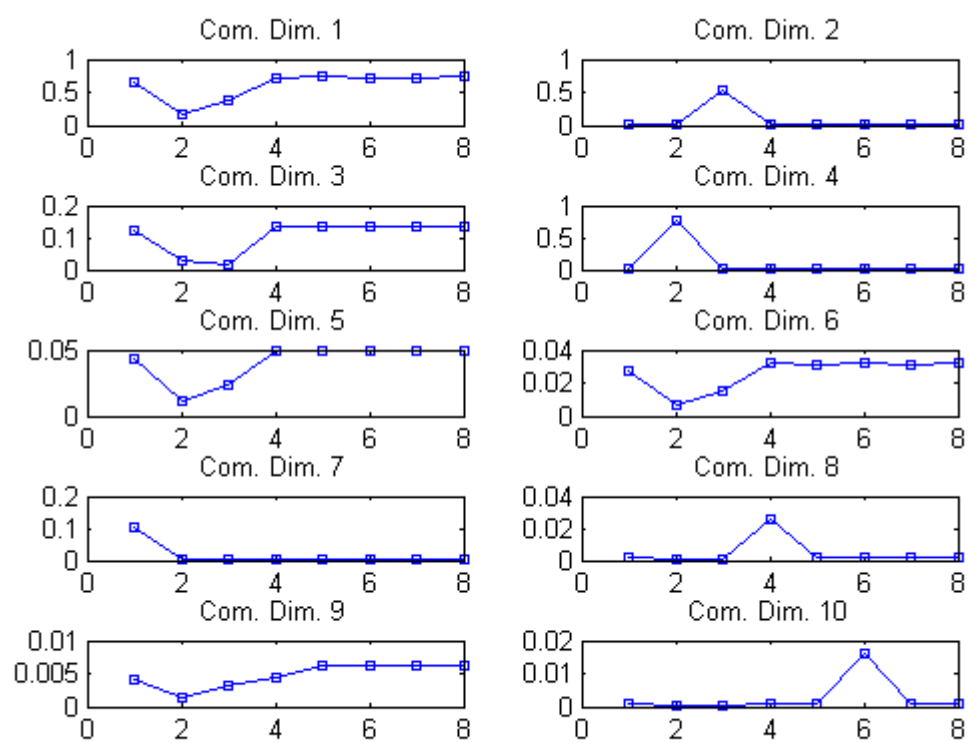 Com. Dim. 1
1
0.5
0
0 2 4 6 8
Com. Dim. 2
1
0.5
0
0 2 4 6 8
Com. Dim. 3
0.2
0.1
0
0 2 4 6 8
Com. Dim. 4
1
0.5
0
0 2 4 6 8
Com. Dim. 5
0.05
0
0 2 4 6 8
Com. Dim. 6
0.04
0.02
0
0 2 4 6 8
Com. Dim. 7
0.2
0.1
0
0 2 4 6 8
Com. Dim. 8
0.04
0.02
0
0 2 4 6 8
Com. Dim. 9
0.01
0.005
0
0 2 4 6 8
Com. Dim. 10
0.02
0.01
0
0 2 4 6 8